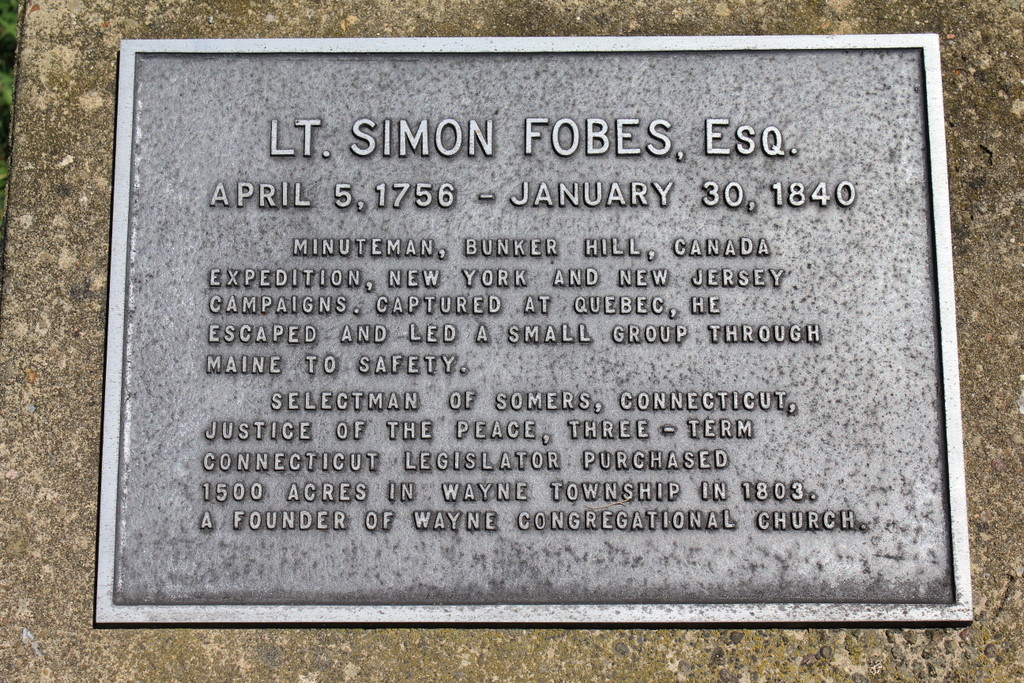 LT. SIMON FOBES, ESQ.
APRIL 5, 1756 – JANUARY 30, 1840
MINUTEMAN, BUNKER HILL, CANADA
EXPEDITION, NEW YORK AND NEW JERSEY
CAMPAIGNS. CAPTURED AT QUEBEC, HE
ESCAPED AND LED A SMALL GROUP THROUGH
MAINE TO SAFETY.
SELECTMAN OF SOMERS, CONNECTICUT,
JUSTICE OF THE PEACE, THREE – TERM
CONNECTICUT LEGISLATOR PURCHASED
1500 ACRES IN WAYNE TOWNSHIP IN 1803.
A FOUNDER OF WAYNE CONGREGATIONAL CHURCH.